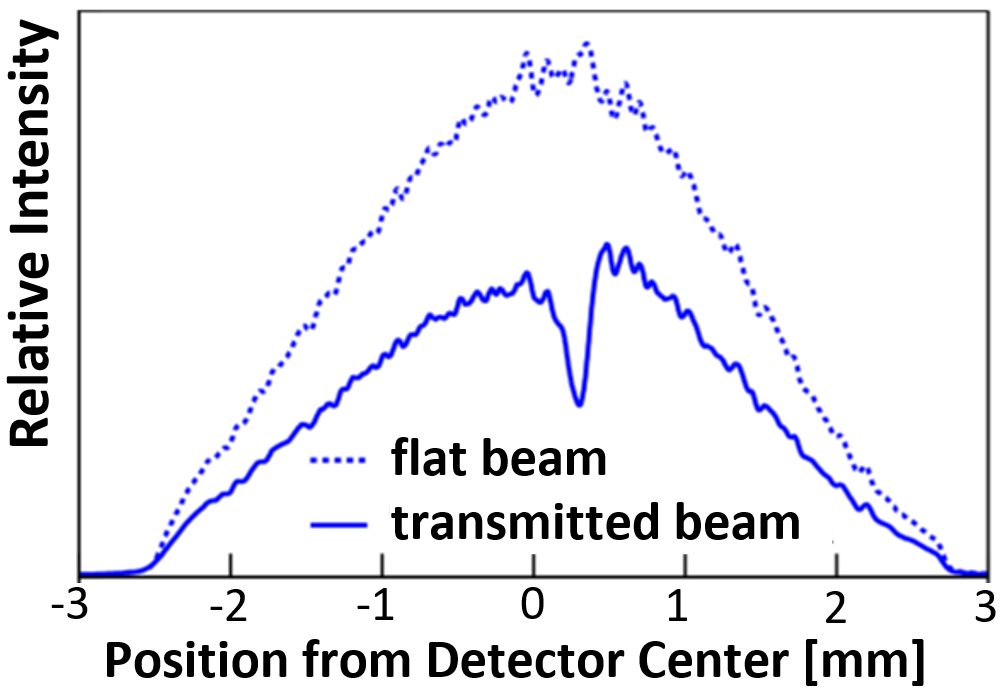 Relative Intensity
flat beam
transmitted beam
-3 -2 -1 0 1 2 3
Position from Detector Center [mm]